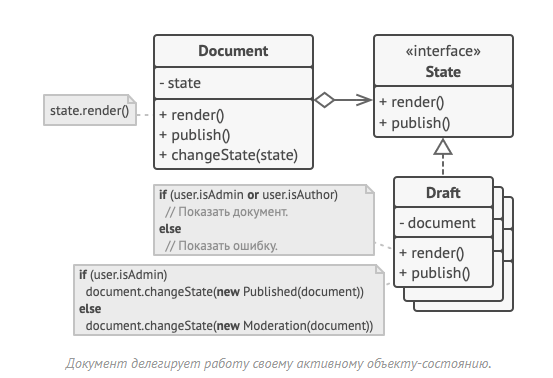 Document
- state
+ render()
+ publish()
+ changeState(state)
«interface»
State
+ render()
+ publish()
state.render()
Draft
- document
+ render()
+ publish()
if (user.isAdmin or user.isAuthor)
// Показать документ.
else
// Показать ошибку.
if (user.isAdmin)
document.changeState(new Published(document))
else
document.changeState(new Moderation(document))
Документ делегирует работу своему активному объекту-состоянию.